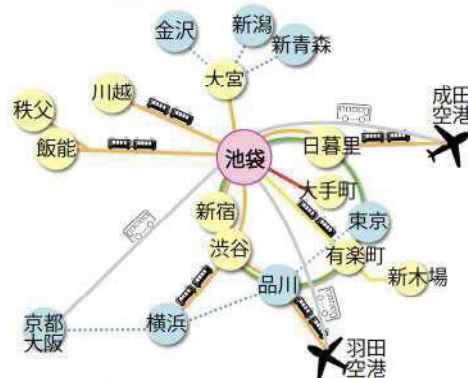 金沢
新潟
新青森
大宮
川越
秩父
飯能
成田
空港
日暮里
池袋
大手町
新宿
東京
渋谷
有楽町
品川
新木場
京都
大阪
横浜
羽田
空港